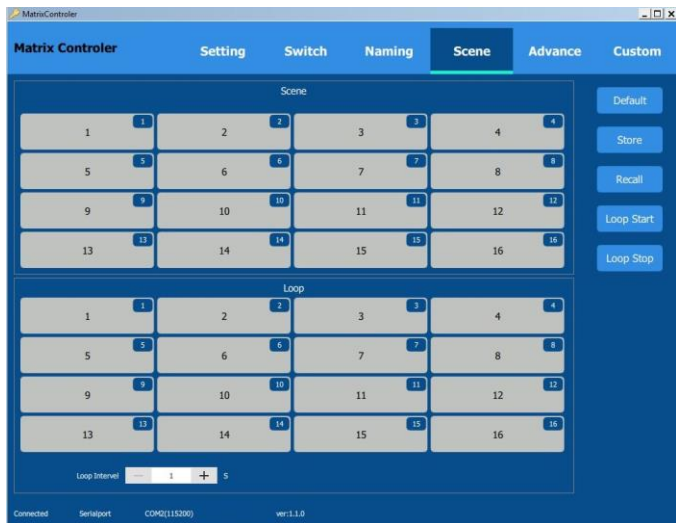 MatrixControler
Matrix Controler Setting Switch Naming Scene Advance Custom
Scene
1 1 2 2 3 3 4 4
5 5 6 6 7 7 8 8
9 9 10 10 11 11 12 12
13 13 14 14 15 15 16 16
Default
Store
Recall
Loop Start
Loop Stop
Loop
1 1 2 2 3 3 4 4
5 5 6 6 7 7 8 8
9 9 10 10 11 11 12 12
13 13 14 14 15 15 16 16
Loop Intervel — 1 + S
Connected Serialport COM2(115200) ver:1.1.0